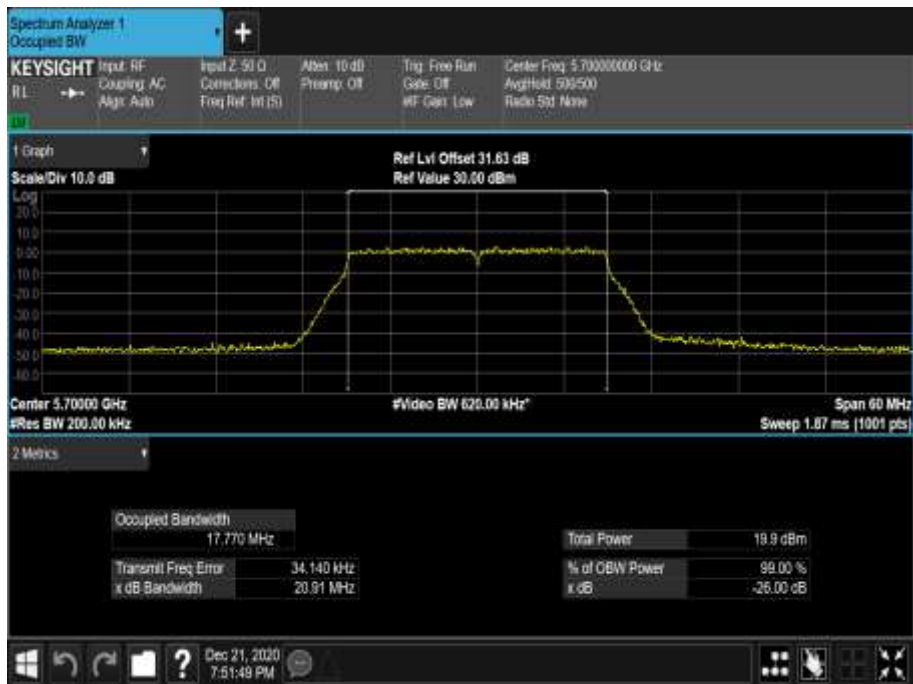 Spectrum Analyzer 1
Occupied BW
+
KEYSIGHT Input: RF Input Z: 50 Ω Atten: 10 dB Trig: Free Run Center Freq: 5.700000000 GHz
RL Coupling: AC Corrections: Off Preamp: Off Gate: Off Avg|Hold: 500/500
Align: Auto Freq Ref: Int (S) #IF Gain: Low Radio Std: None
1 Graph
Ref Lvl Offset 31.63 dB
Scale/Div 10.0 dB Ref Value 30.00 dBm
Log
20.0
10.0
0.00
-10.0
-20.0
-30.0
-40.0
-50.0
-60.0
Center 5.70000 GHz #Video BW 620.00 kHz* Span 60 MHz
#Res BW 200.00 kHz Sweep 1.87 ms (1001 pts)
2 Metrics
Occupied Bandwidth
17.770 MHz Total Power 19.9 dBm
Transmit Freq Error 34.140 kHz % of OBW Power 99.00 %
x dB Bandwidth 20.91 MHz x dB -26.00 dB
? Dec 21, 2020
7:51:49 PM